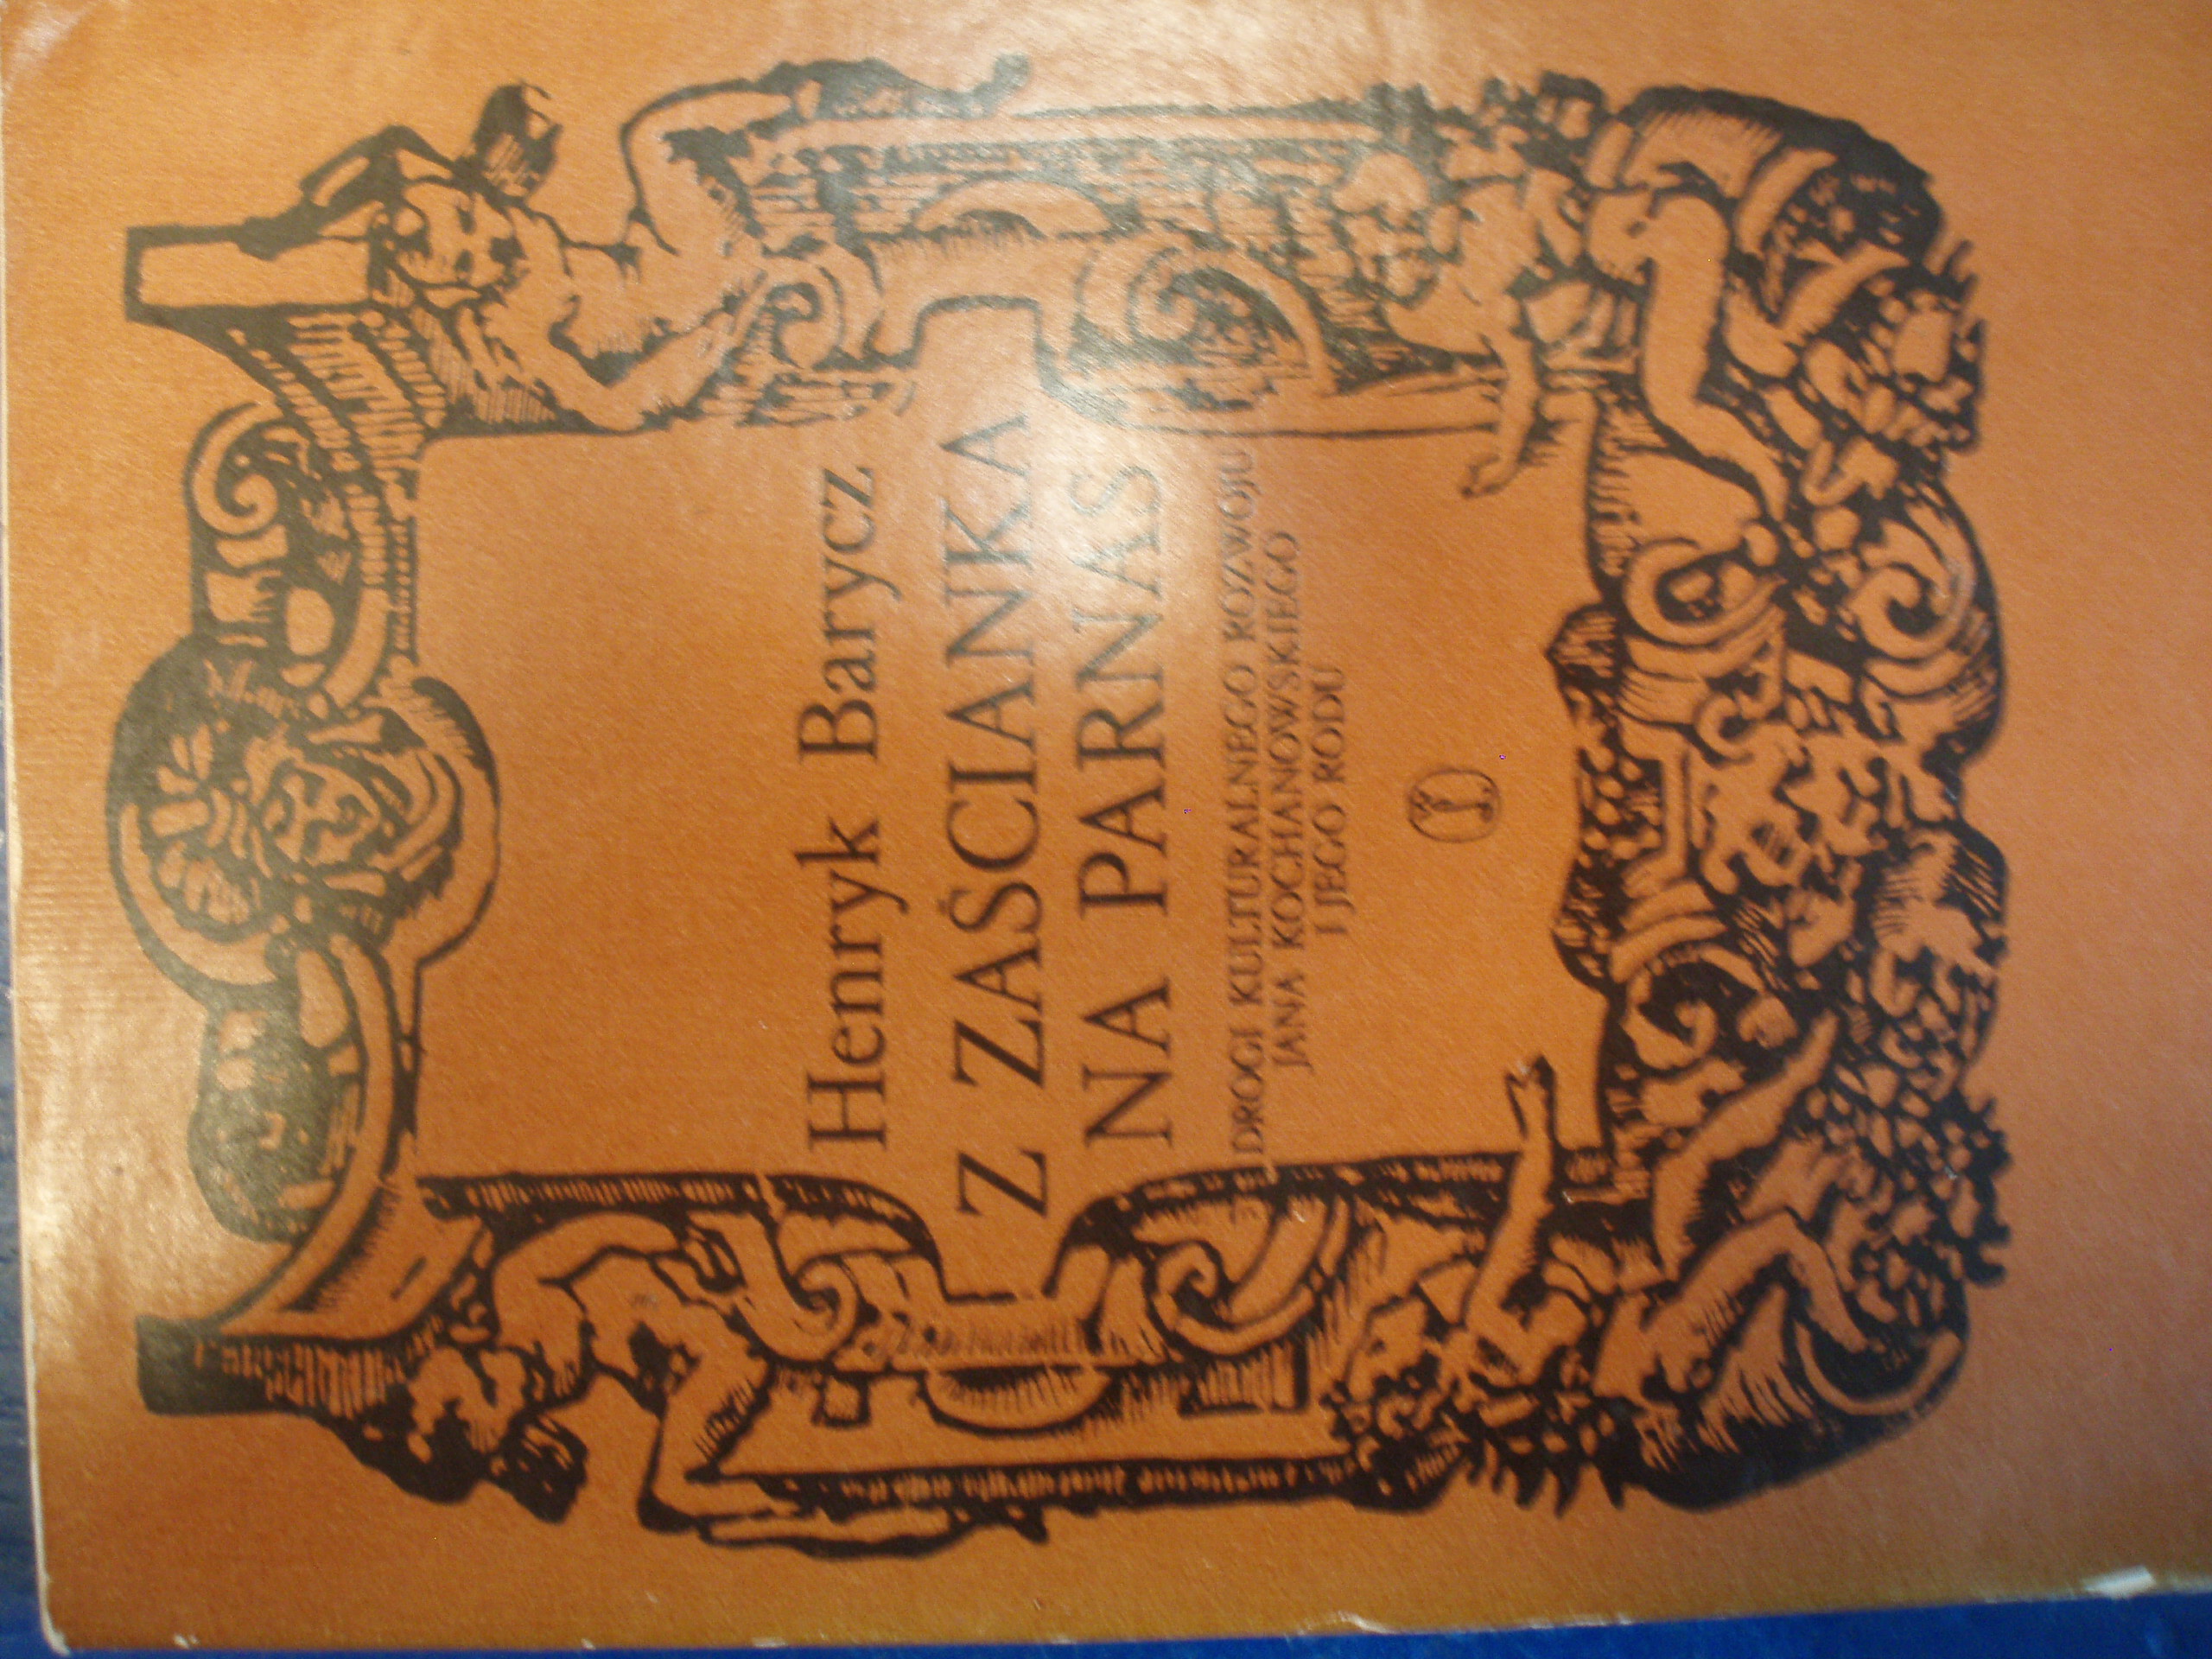 Henryk Barycz
Z ZAŚCIANKA
NA PARNAS
DROGI KULTURALNEGO ROZWOJU
JANA KOCHANOWSKIEGO
I JEGO RODU